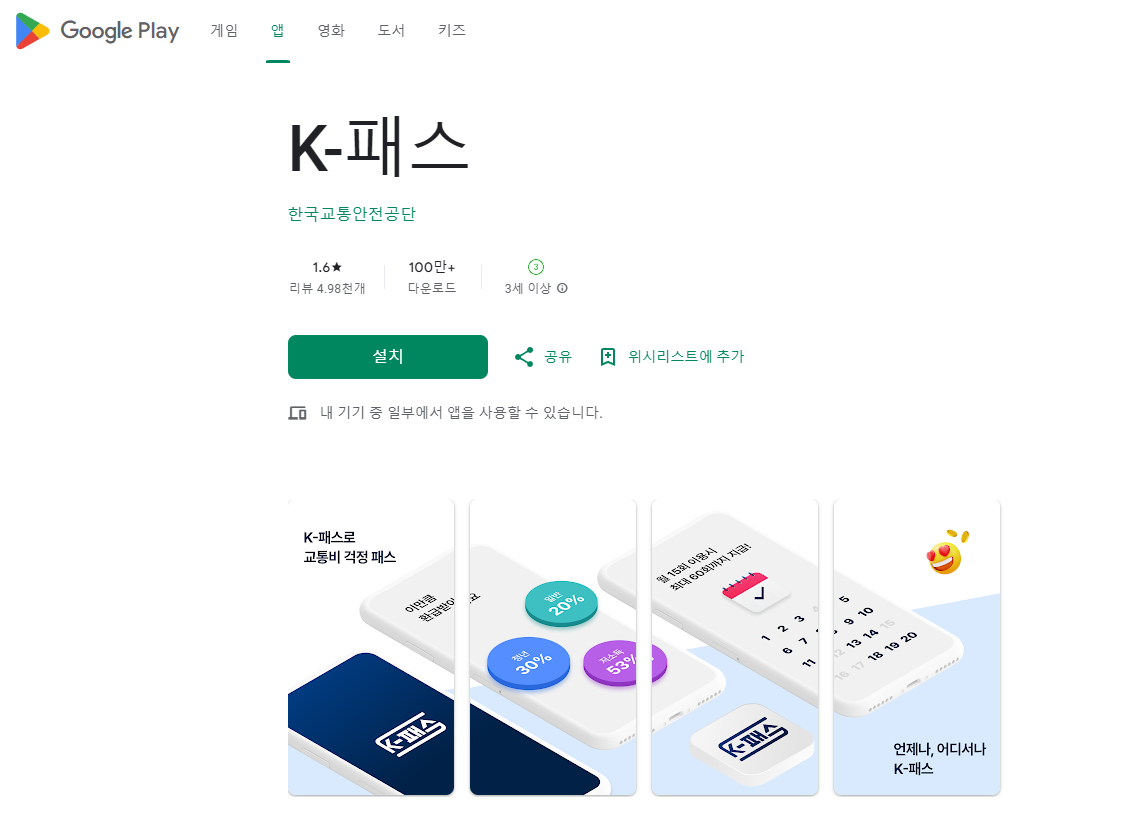 Google Play 게임 앱 영화 도서 키즈
K-패스
한국교통안전공단
1.6★ 100만+ 3
리뷰 4.98천개 다운로드 3세 이상
설치 공유 위시리스트에 추가
내 기기 중 일부에서 앱을 사용할 수 있습니다.
K-패스로
교통비 걱정 패스
이만큼
환급받아
일반
20%
청년
30%
저소득
53%
K-패스
월 15회 이용시
최대 60회까지 지급!
1 2 3 4 5
6 7 8 9 10
11 12 13 14 15
16 17 18 19 20
K-패스
언제나, 어디서나
K-패스